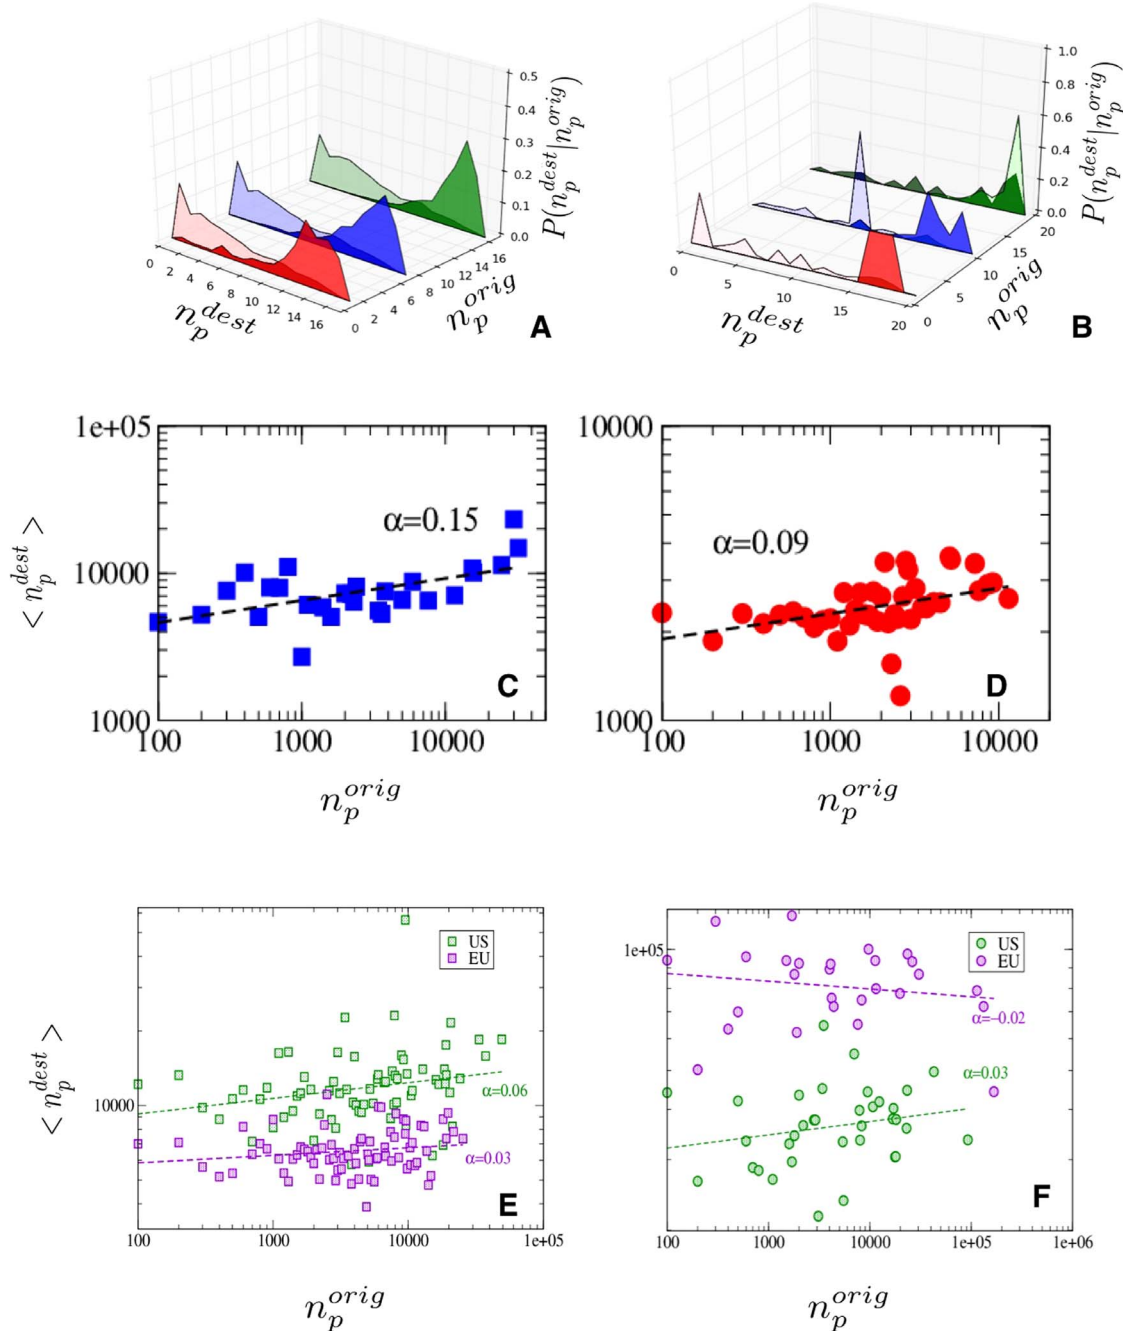 0.5
0.4
0.3
0.2
0.1
0.0
P(n_p^{dest}|n_p^{orig})
0 2 4 6 8 10 12 14 16
0 2 4 6 8 10 12 14 16
n_p^{dest}
n_p^{orig}
A
1.0
0.8
0.6
0.4
0.2
0.0
P(n_p^{dest}|n_p^{orig})
0 5 10 15 20
0 5 10 15 20
n_p^{dest}
n_p^{orig}
B
< n_p^{dest} >
1e+05
10000
1000
α=0.15
C
100 1000 10000
n_p^{orig}
10000
1000
α=0.09
D
100 1000 10000
n_p^{orig}
< n_p^{dest} >
10000
US
EU
α=0.06
α=0.03
E
100 1000 10000 1e+05
n_p^{orig}
1e+05
US
EU
α=−0.02
α=0.03
F
100 1000 10000 1e+05 1e+06
n_p^{orig}